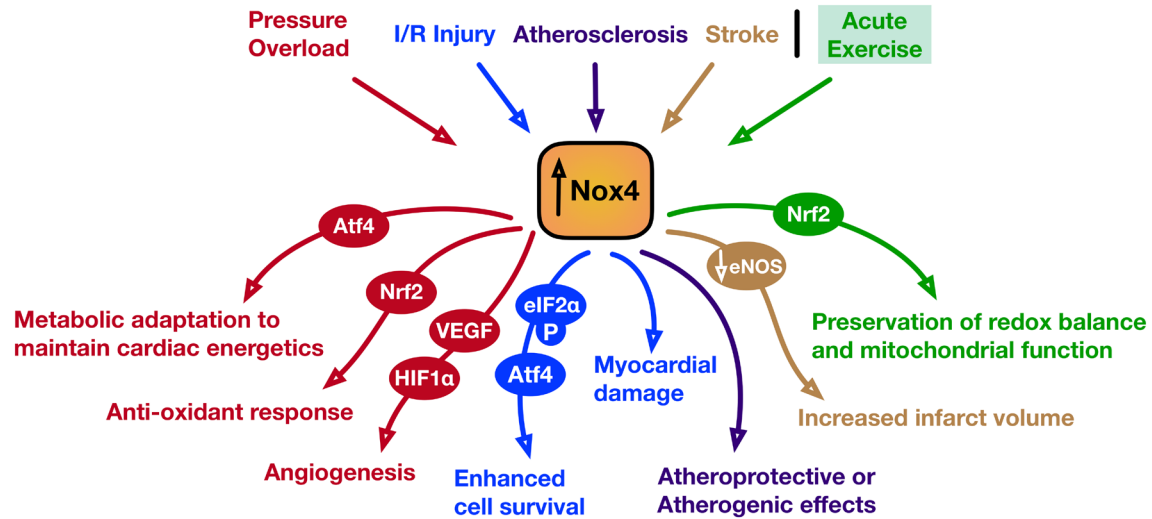 Pressure
Overload
I/R Injury
Atherosclerosis
Stroke
Acute
Exercise
Nox4
Atf4
Nrf2
VEGF
HIF1α
eIF2α
P
Atf4
eNOS
Nrf2
Metabolic adaptation to
maintain cardiac energetics
Anti-oxidant response
Angiogenesis
Enhanced
cell survival
Myocardial
damage
Atheroprotective or
Atherogenic effects
Increased infarct volume
Preservation of redox balance
and mitochondrial function